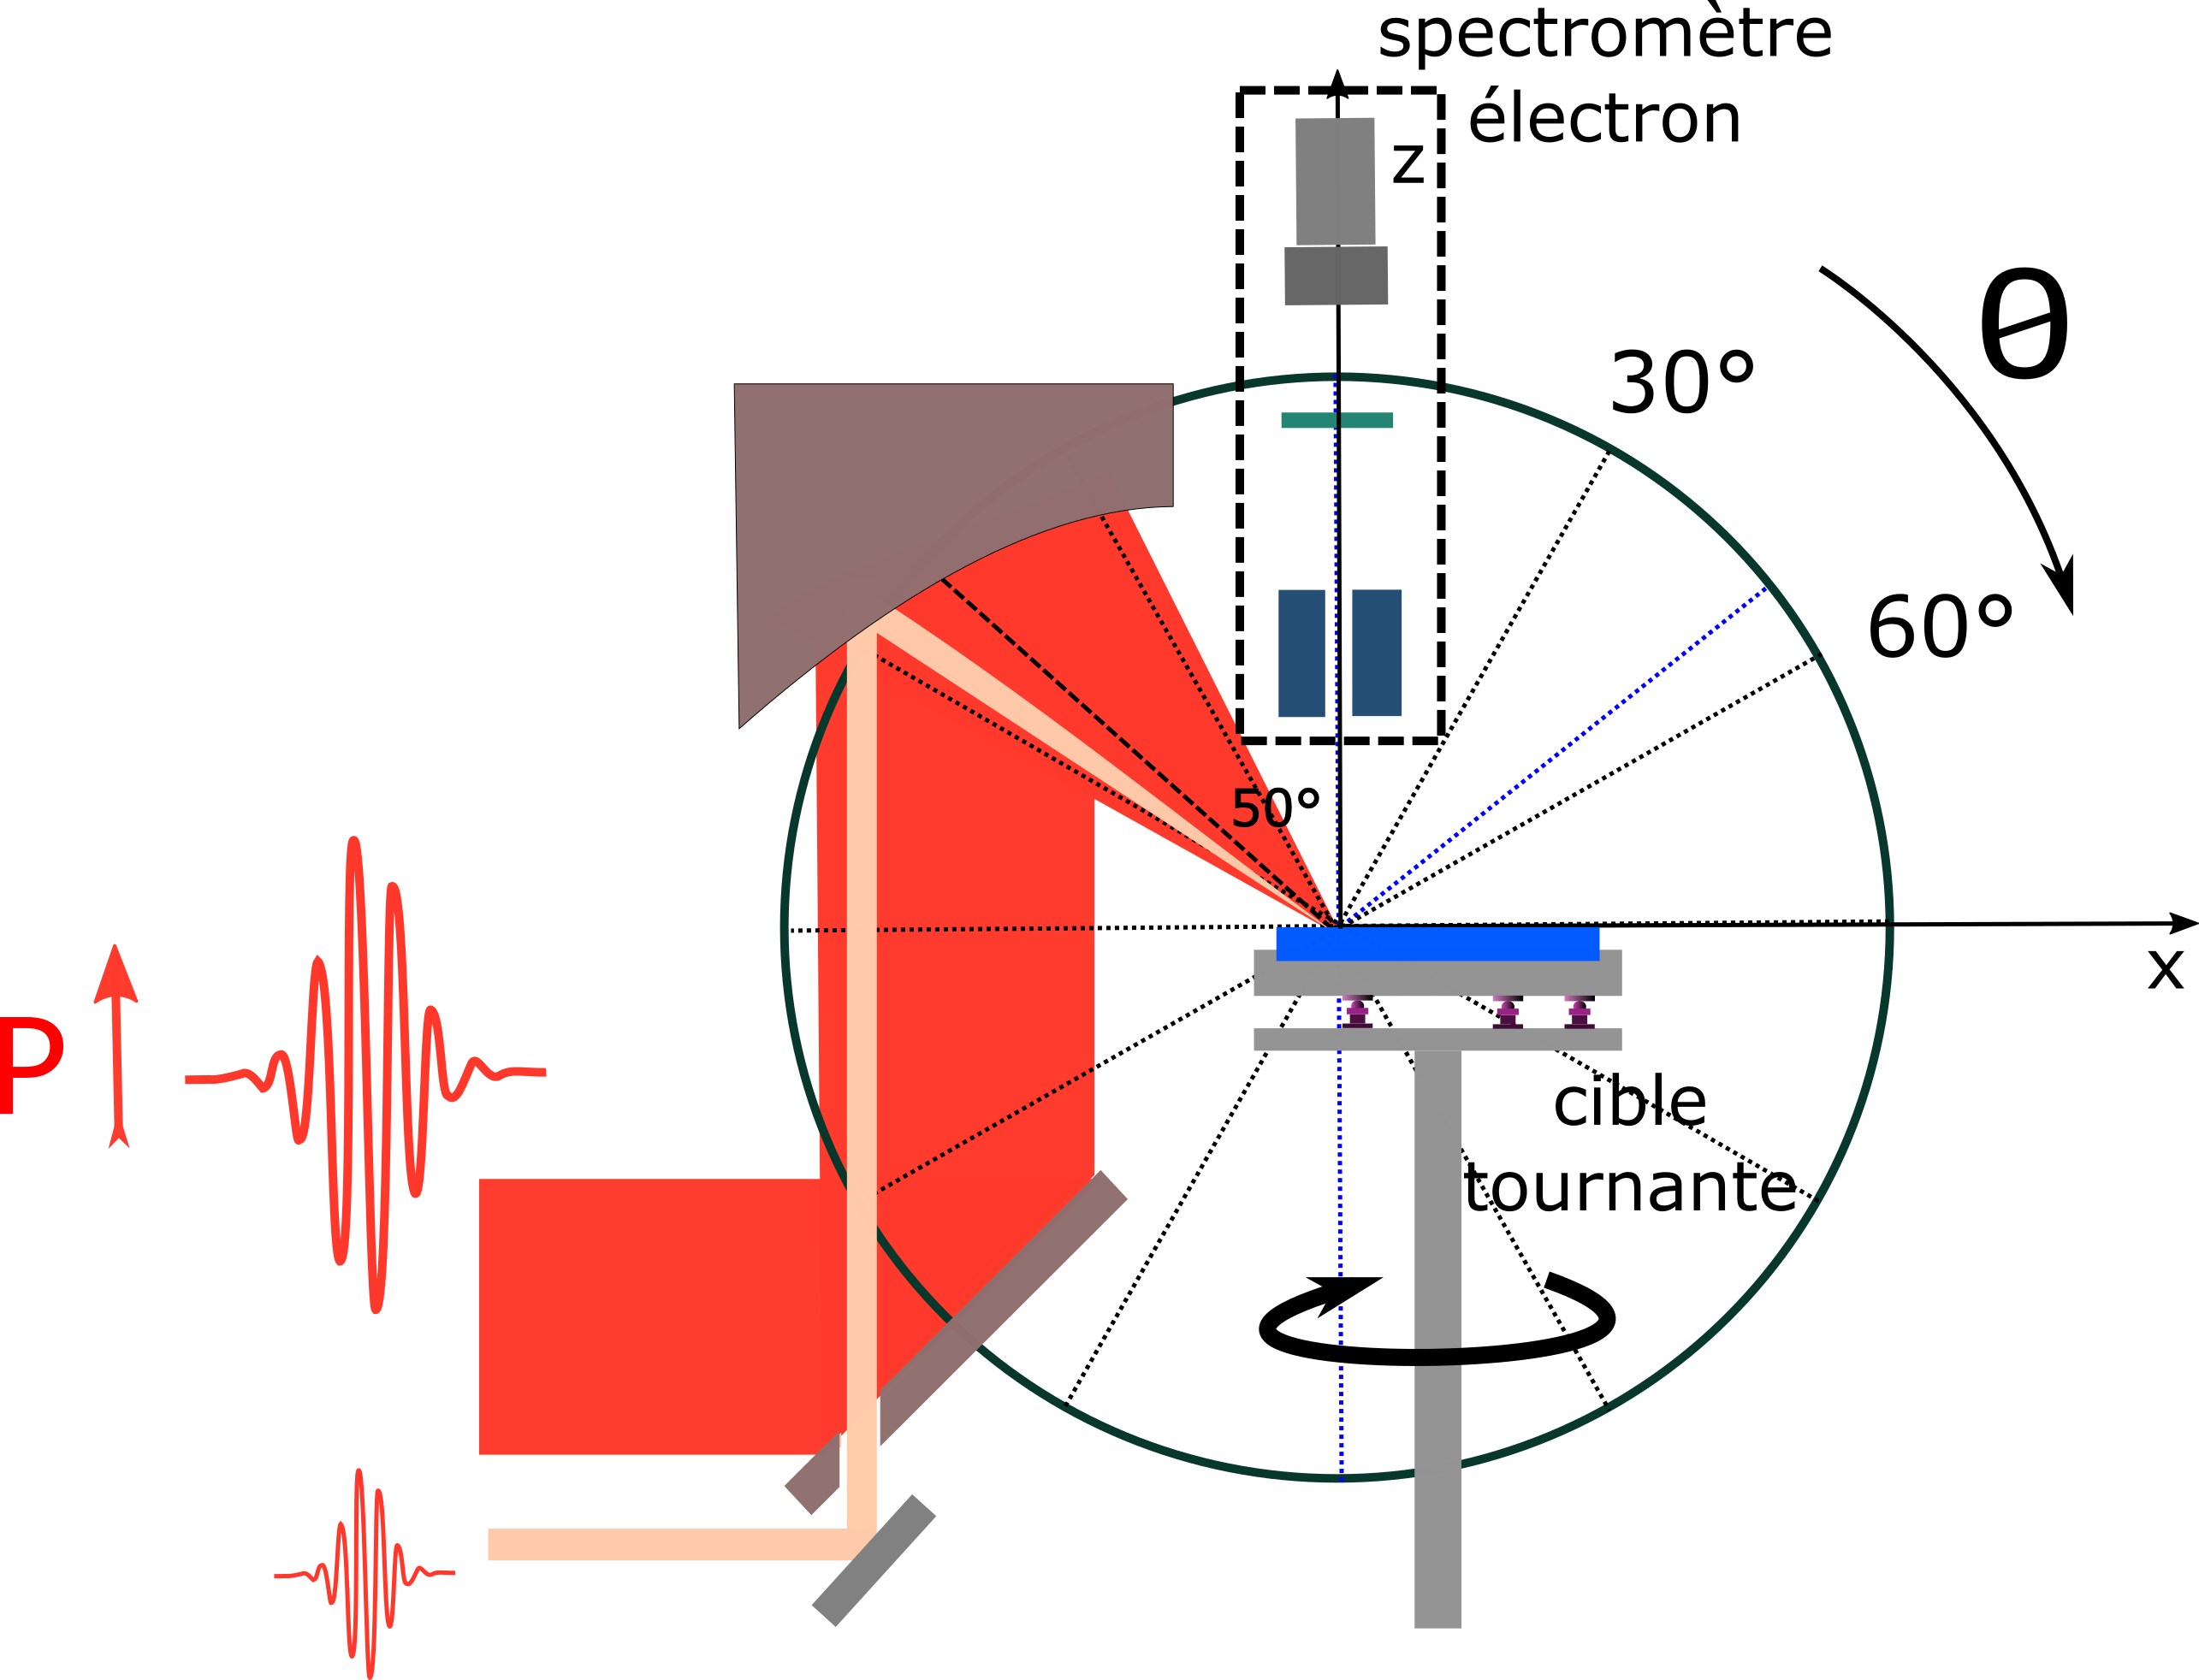 spectromètre
électron
z
θ
30°
60°
50°
x
P
cible
tournante